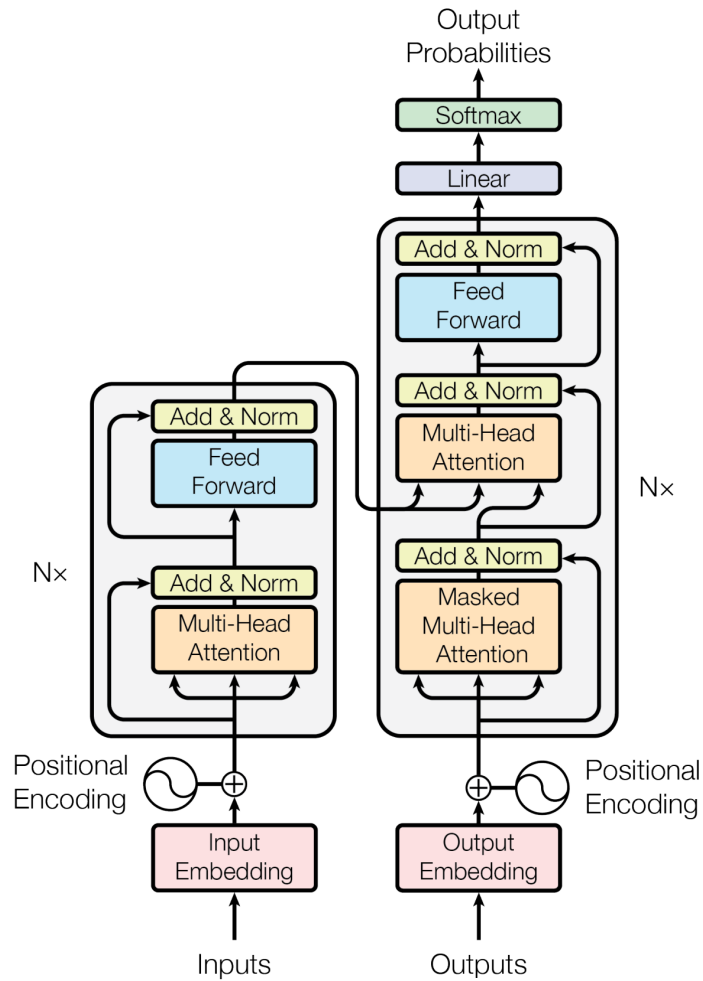 Output
Probabilities
Softmax
Linear
Add & Norm
Feed
Forward
Add & Norm
Multi-Head
Attention
Nx
Add & Norm
Masked
Multi-Head
Attention
Add & Norm
Feed
Forward
Nx
Add & Norm
Multi-Head
Attention
Positional
Encoding
Positional
Encoding
Input
Embedding
Output
Embedding
Inputs
Outputs